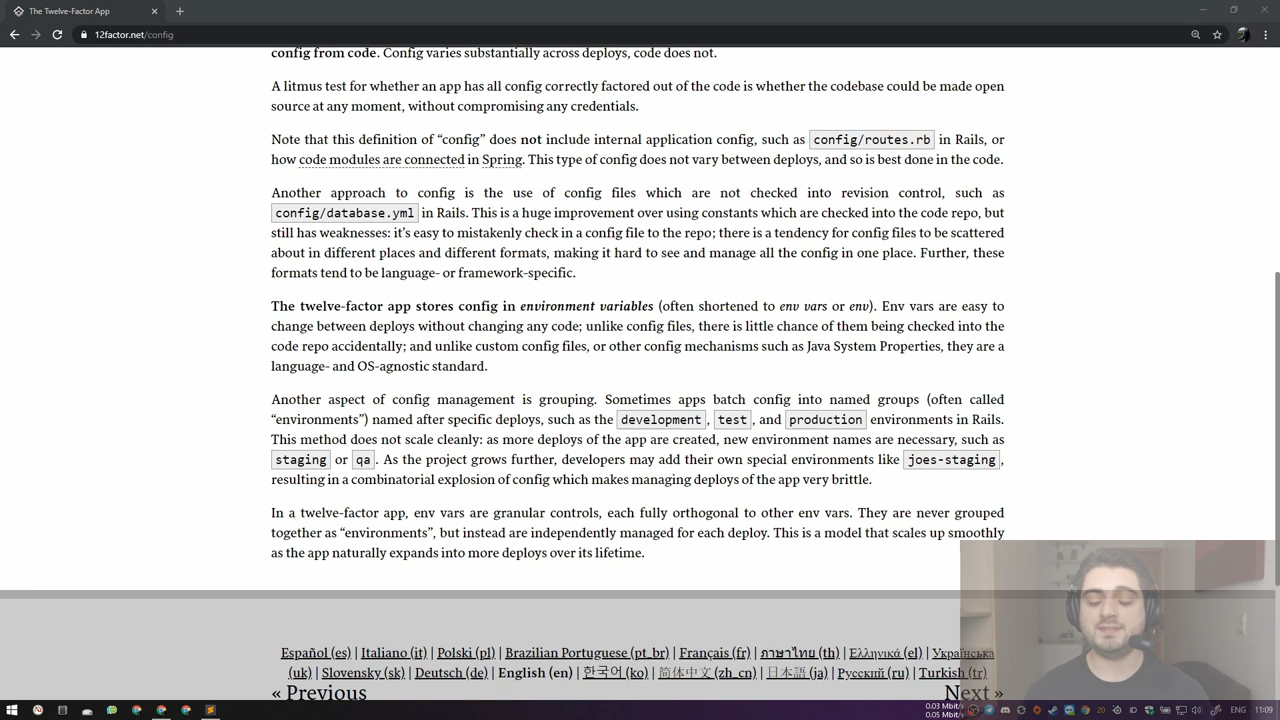 The Twelve-Factor App
12factor.net/config
config from code. Config varies substantially across deploys, code does not.
A litmus test for whether an app has all config correctly factored out of the code is whether the codebase could be made open
source at any moment, without compromising any credentials.
Note that this definition of “config” does not include internal application config, such as config/routes.rb in Rails, or
how code modules are connected in Spring. This type of config does not vary between deploys, and so is best done in the code.
Another approach to config is the use of config files which are not checked into revision control, such as
config/database.yml in Rails. This is a huge improvement over using constants which are checked into the code repo, but
still has weaknesses: it’s easy to mistakenly check in a config file to the repo; there is a tendency for config files to be scattered
about in different places and different formats, making it hard to see and manage all the config in one place. Further, these
formats tend to be language- or framework-specific.
The twelve-factor app stores config in environment variables (often shortened to env vars or env). Env vars are easy to
change between deploys without changing any code; unlike config files, there is little chance of them being checked into the
code repo accidentally; and unlike custom config files, or other config mechanisms such as Java System Properties, they are a
language- and OS-agnostic standard.
Another aspect of config management is grouping. Sometimes apps batch config into named groups (often called
“environments”) named after specific deploys, such as the development, test, and production environments in Rails.
This method does not scale cleanly: as more deploys of the app are created, new environment names are necessary, such as
staging or qa. As the project grows further, developers may add their own special environments like joes-staging,
resulting in a combinatorial explosion of config which makes managing deploys of the app very brittle.
In a twelve-factor app, env vars are granular controls, each fully orthogonal to other env vars. They are never grouped
together as “environments”, but instead are independently managed for each deploy. This is a model that scales up smoothly
as the app naturally expands into more deploys over its lifetime.
Español (es) | Italiano (it) | Polski (pl) | Brazilian Portuguese (pt_br) | Français (fr) | ภาษาไทย (th) | Ελληνικά (el) | Українська
(uk) | Slovensky (sk) | Deutsch (de) | English (en) | 한국어 (ko) | 简体中文 (zh_cn) | 日本語 (ja) | Русский (ru) | Turkish (tr)
« Previous Next »
0.03 Mbit/s
0.05 Mbit/s
20 ENG 11:09